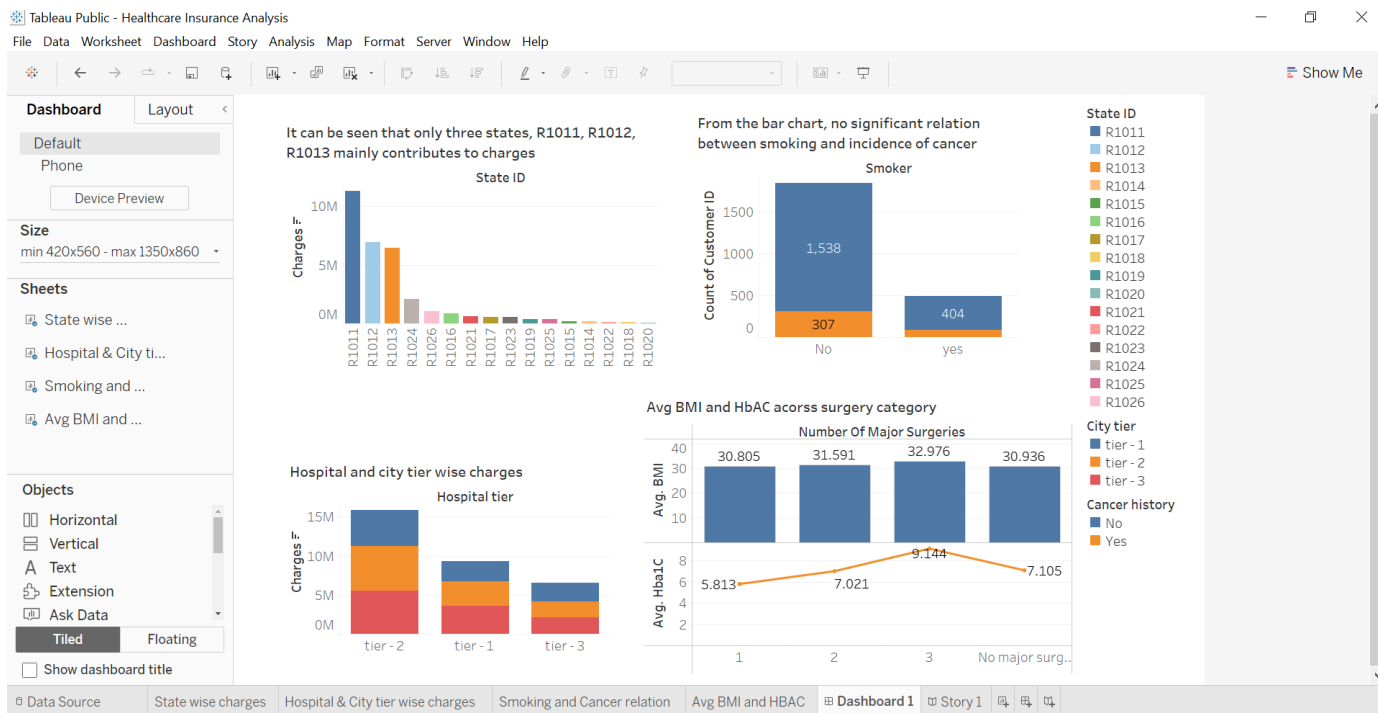 Tableau Public - Healthcare Insurance Analysis
File Data Worksheet Dashboard Story Analysis Map Format Server Window Help
Show Me
Dashboard Layout
Default
Phone
Device Preview
Size
min 420x560 - max 1350x860
Sheets
State wise ...
Hospital & City ti...
Smoking and ...
Avg BMI and ...
Objects
Horizontal
Vertical
Text
Extension
Ask Data
Tiled Floating
Show dashboard title
It can be seen that only three states, R1011, R1012,
R1013 mainly contributes to charges
State ID
Charges
10M
5M
0M
R1011 R1012 R1013 R1024 R1026 R1016 R1021 R1017 R1023 R1019 R1025 R1015 R1014 R1022 R1018 R1020
From the bar chart, no significant relation
between smoking and incidence of cancer
Smoker
Count of Customer ID
1500
1000
500
0
1,538
307
404
No yes
Hospital and city tier wise charges
Hospital tier
Charges
15M
10M
5M
0M
tier - 2 tier - 1 tier - 3
Avg BMI and HbAC acorss surgery category
Number Of Major Surgeries
Avg. BMI
40
30
20
10
30.805 31.591 32.976 30.936
Avg. Hba1C
8
6
4
2
5.813 7.021 9.144 7.105
1 2 3 No major surg..
State ID
R1011
R1012
R1013
R1014
R1015
R1016
R1017
R1018
R1019
R1020
R1021
R1022
R1023
R1024
R1025
R1026
City tier
tier - 1
tier - 2
tier - 3
Cancer history
No
Yes
Data Source State wise charges Hospital & City tier wise charges Smoking and Cancer relation Avg BMI and HBAC Dashboard 1 Story 1